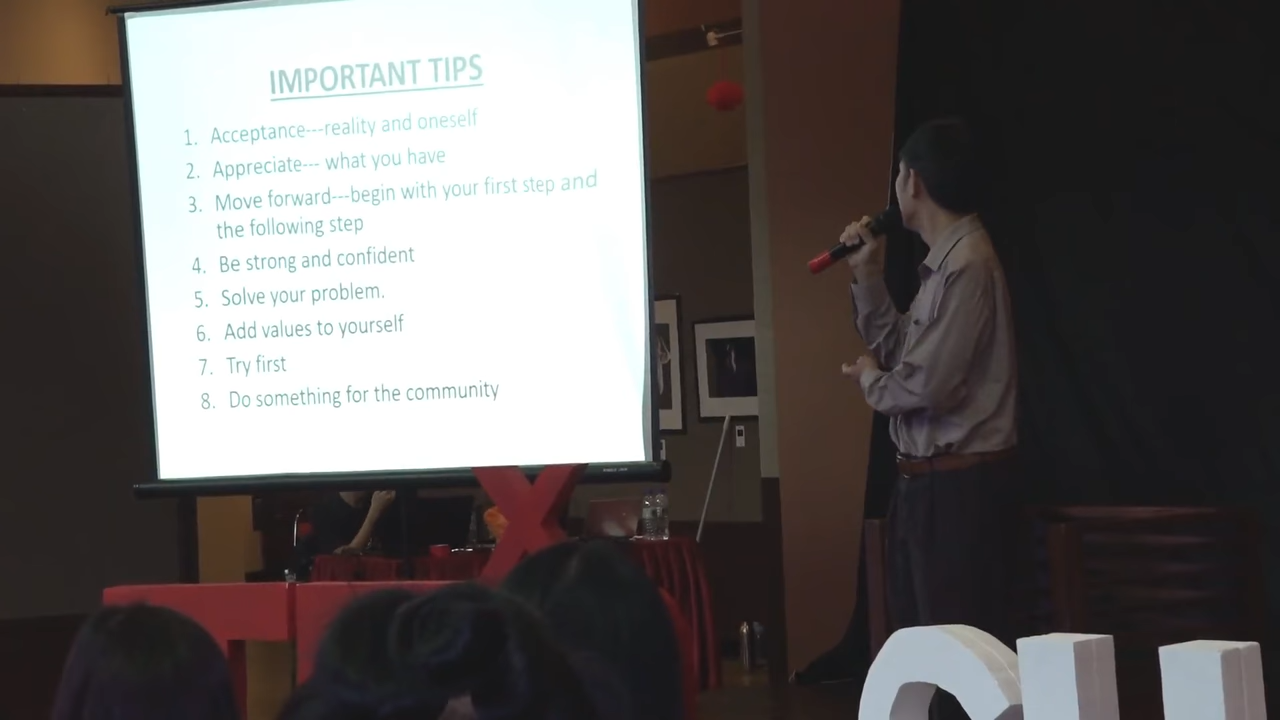 IMPORTANT TIPS
1. Acceptance---reality and oneself
2. Appreciate--- what you have
3. Move forward---begin with your first step and
the following step
4. Be strong and confident
5. Solve your problem.
6. Add values to yourself
7. Try first
8. Do something for the community
X